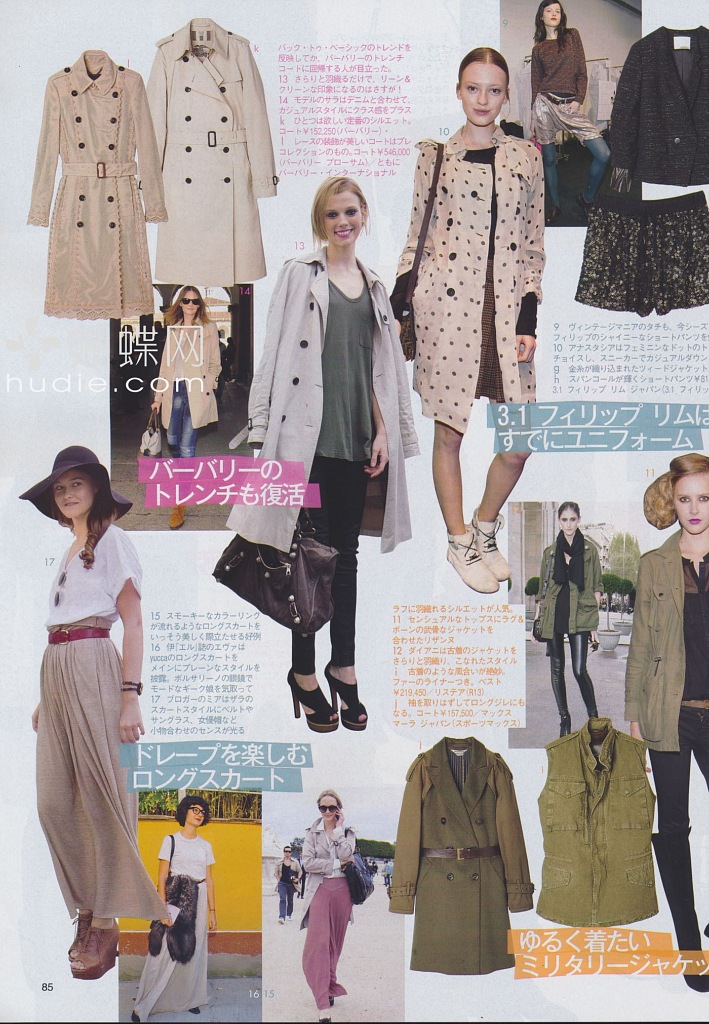 k
l
バック・トゥ・ベーシックのトレンドを
反映してか、バーバリーのトレンチ
コートに回帰する人が目立った。
13 さらりと羽織るだけで、リーン&
クリーンな印象になるのはさすが!
14 モデルのサラはデニムと合わせて、
カジュアルスタイルにクラス感をプラス
k ひとつは欲しい定番のシルエット。
コート¥152,250(バーバリー)・
l レースの装飾が美しいコートはプレ
コレクションのもの。コート¥546,000
(バーバリー プローサム)/ともに
バーバリー・インターナショナル
9
10
13
14
蝶网
hudie.com
9 ヴィンテージマニアのタチも、今シーズ
フィリップのシャイニーなショートパンツを
10 アナスタシアはフェミニンなドットのト
チョイスし、スニーカーでカジュアルダウン
g 金糸が織り込まれたツイードジャケット
h スパンコールが輝くショートパンツ¥81
3.1 フィリップ リム ジャパン(3.1 フィリッ
3.1 フィリップ リムは
すでにユニフォーム
バーバリーの
トレンチも復活
11
17
15 スモーキーなカラーリング
が流れるようなロングスカートを
いっそう美しく際立たせる好例
16 伊『エル』誌のエヴァは
yuccaのロングスカートを
メインにプレーンなスタイルを
披露。ボルサリーノの眼鏡で
モードなギーク娘を気取って
17 ブロガーのミアはザラの
スカートスタイルにベルトや
サングラス、女優帽など
小物合わせのセンスが光る
ラフに羽織れるシルエットが人気。
11 センシュアルなトップスにラグ&
ボーンの武骨なジャケットを
合わせたリザンヌ
12 ダイアンは古着のジャケットを
さらりと羽織り、こなれたスタイル
i 古着のような風合いが絶妙。
ファーのライナーつき。ベスト
¥219,450/リステア(R13)
j 袖を取りはずしてロングジレにも
なる。コート¥157,500/マックス
マーラ ジャパン(スポーツマックス)
ドレープを楽しむ
ロングスカート
ゆるく着たい
ミリタリージャケッ
85
16
15